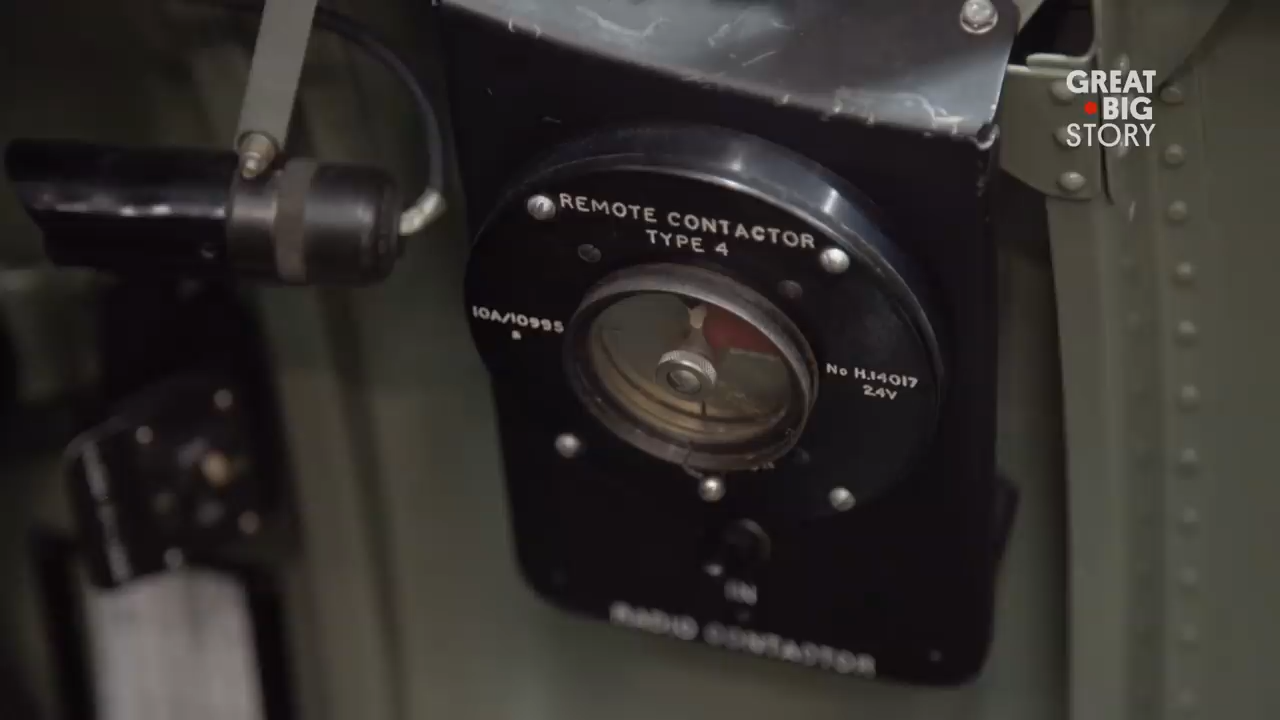 GREAT
BIG
STORY
REMOTE CONTACTOR
TYPE 4
10A/10995
No H.14017
24V
IN
RADIO CONTACTOR